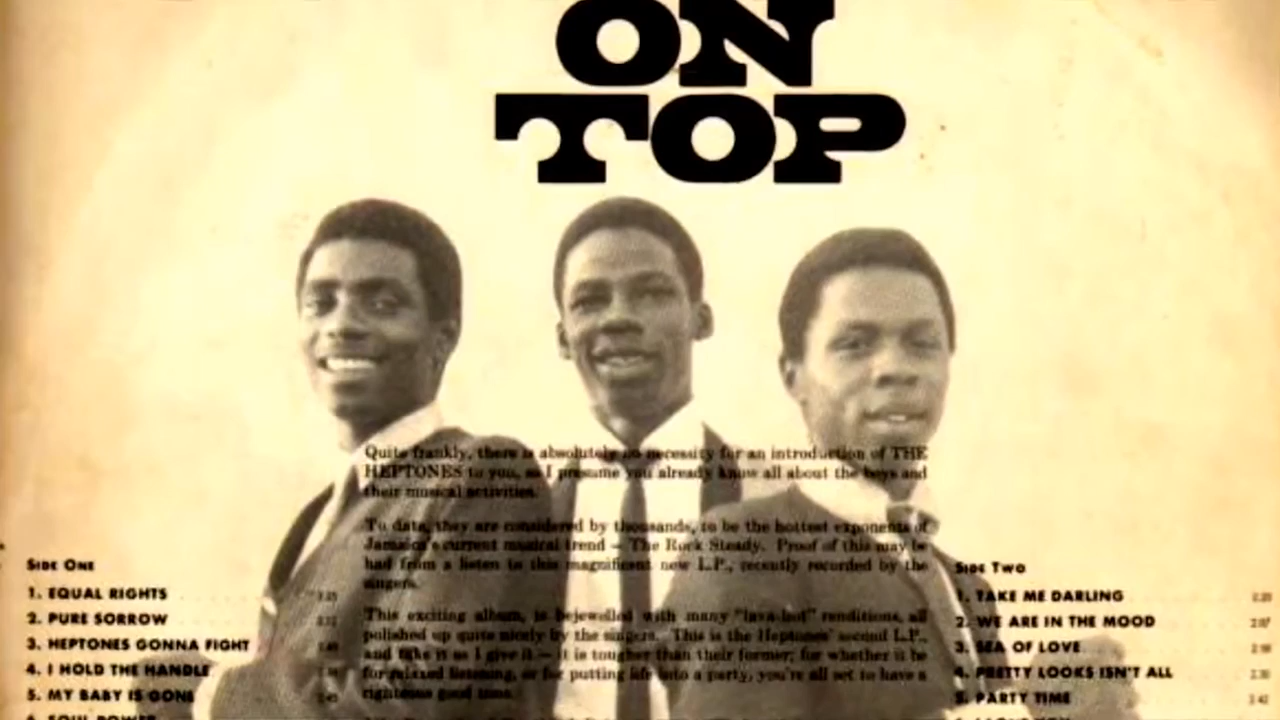 ON
TOP
Quite frankly, there is absolutely no necessity for an introduction of THE
HEPTONES to you, as I presume you already know all about the boys and
their musical activities.
To date, they are considered by thousands, to be the hottest exponents of
Jamaica's current musical trend — The Rock Steady. Proof of this may be
had from a listen to this magnificent new L.P., recently recorded by the
singers.
This exciting album, is bejewelled with many "lava-hot" renditions, all
polished up quite nicely by the singers. This is the Heptones' second L.P.,
and take it as I give it — it is tougher than their former; for whether it be
for relaxed listening, or for putting life into a party, you're all set to have a
righteous good time.
SIDE ONE
1. EQUAL RIGHTS
2. PURE SORROW
3. HEPTONES GONNA FIGHT
4. I HOLD THE HANDLE
5. MY BABY IS GONE
6. SOUL POWER
SIDE TWO
1. TAKE ME DARLING
2. WE ARE IN THE MOOD 2:07
3. SEA OF LOVE
4. PRETTY LOOKS ISN'T ALL
5. PARTY TIME